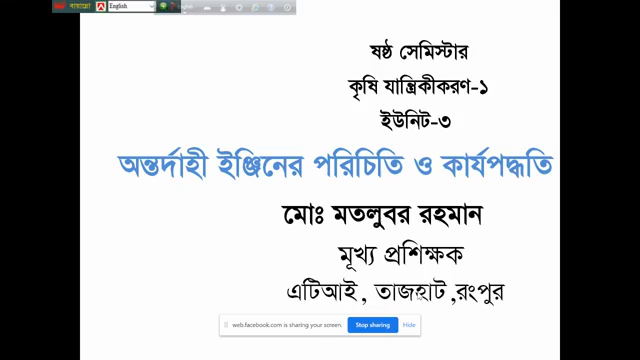 বায়ান্নো
English
English
ষষ্ঠ সেমিস্টার
কৃষি যান্ত্রিকীকরণ-১
ইউনিট-৩
অন্তর্দাহী ইঞ্জিনের পরিচিতি ও কার্যপদ্ধতি
মোঃ মতলুবর রহমান
মূখ্য প্রশিক্ষক
এটিআই, তাজহাট ,রংপুর
web.facebook.com is sharing your screen.
Stop sharing
Hide